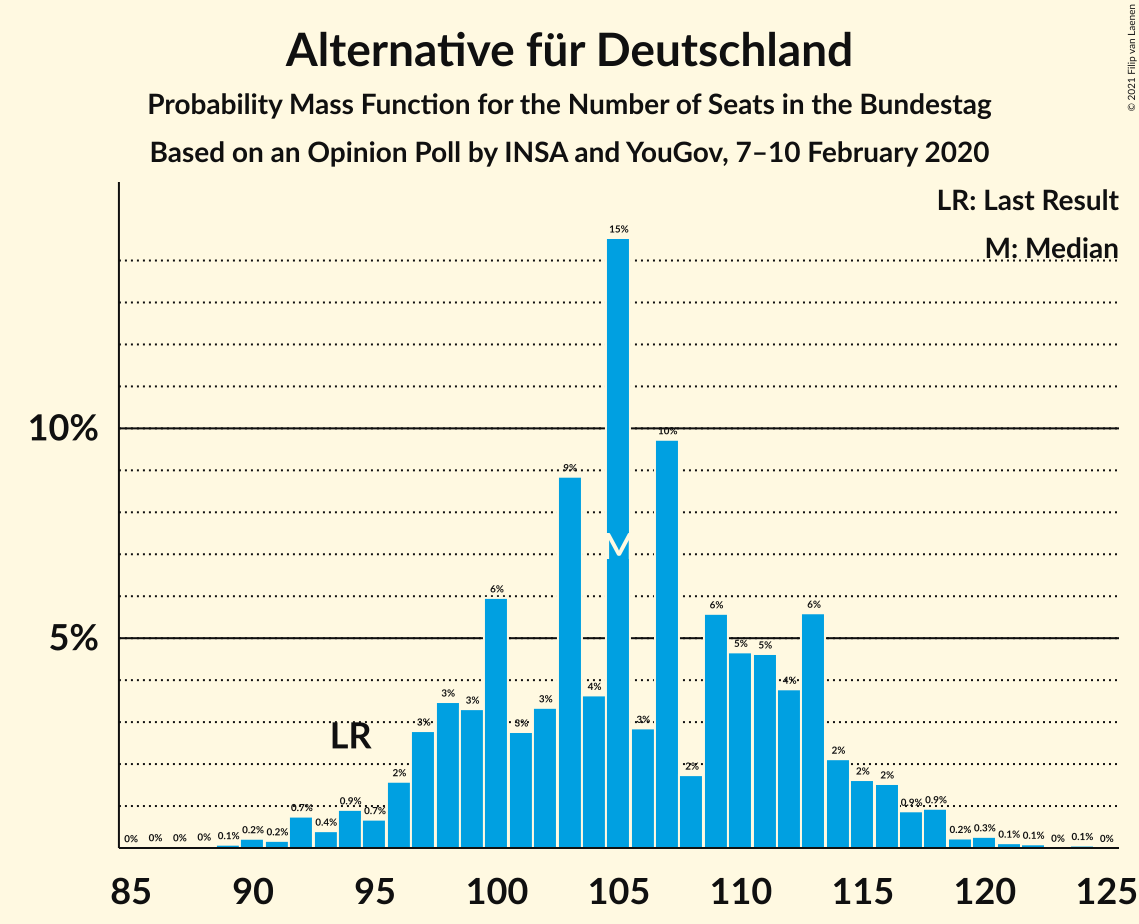 Alternative für Deutschland
Probability Mass Function for the Number of Seats in the Bundestag
Based on an Opinion Poll by INSA and YouGov, 7–10 February 2020
© 2021 Filip van Laenen
LR: Last Result
M: Median
10%
5%
0% 0% 0% 0% 0.1% 0.2% 0.2% 0.7% 0.4% 0.9% 0.7% 2% 3% 3% 3% 6% 3% 3% 9% 4% 15% 3% 10% 2% 6% 5% 5% 4% 6% 2% 2% 2% 0.9% 0.9% 0.2% 0.3% 0.1% 0.1% 0% 0.1% 0%
LR
M
85 90 95 100 105 110 115 120 125